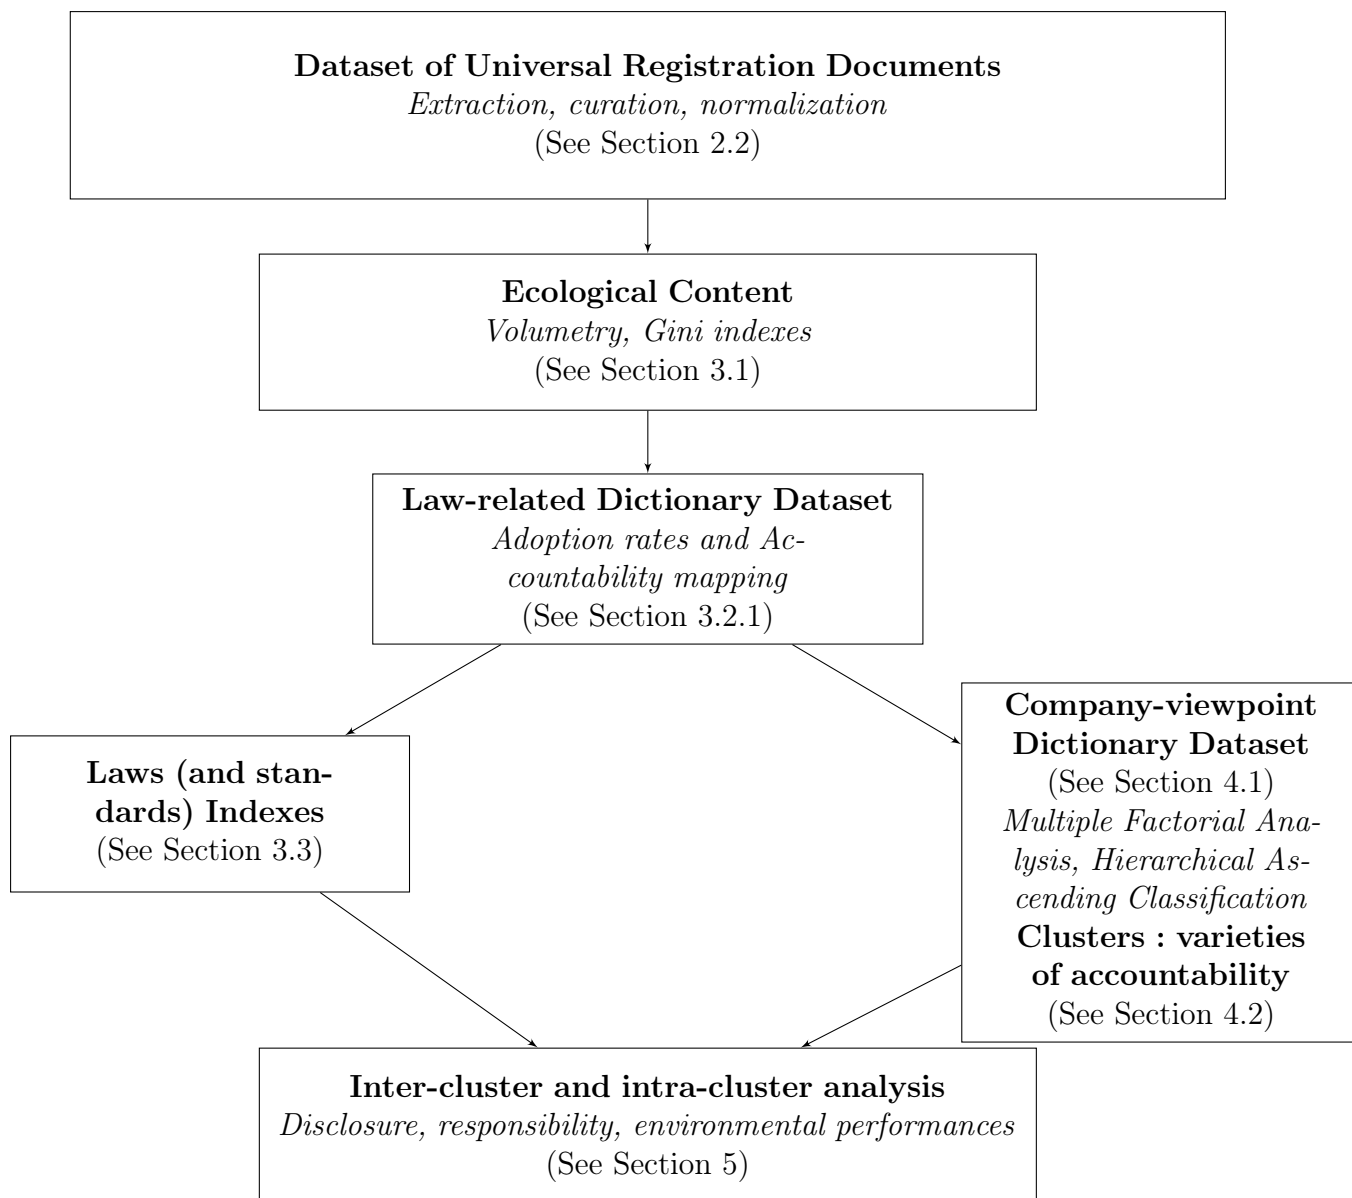 Dataset of Universal Registration Documents
Extraction, curation, normalization
(See Section 2.2)
Ecological Content
Volumetry, Gini indexes
(See Section 3.1)
Law-related Dictionary Dataset
Adoption rates and Ac-
countability mapping
(See Section 3.2.1)
Laws (and stan-
dards) Indexes
(See Section 3.3)
Company-viewpoint
Dictionary Dataset
(See Section 4.1)
Multiple Factorial Ana-
lysis, Hierarchical As-
cending Classification
Clusters : varieties
of accountability
(See Section 4.2)
Inter-cluster and intra-cluster analysis
Disclosure, responsibility, environmental performances
(See Section 5)